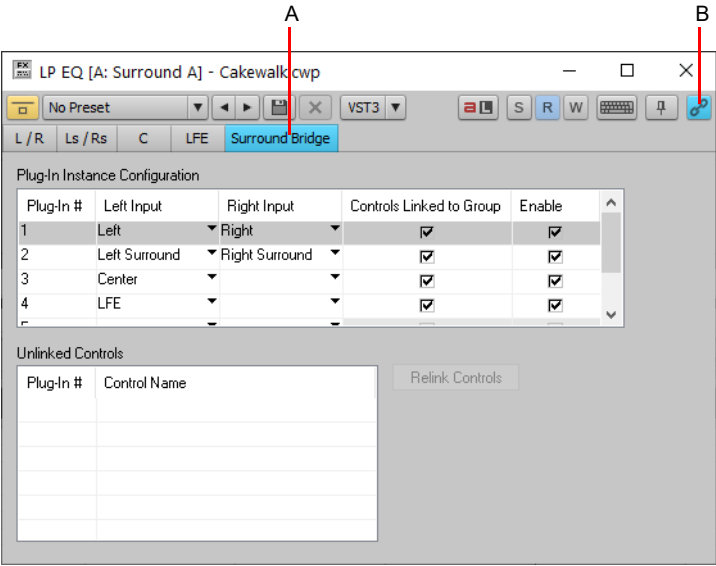 A B
FX
LP EQ [A: Surround A] - Cakewalk.cwp
No Preset VST3 a L S R W
L / R Ls / Rs C LFE Surround Bridge
Plug-In Instance Configuration
Plug-In # Left Input Right Input Controls Linked to Group Enable
1 Left Right
2 Left Surround Right Surround
3 Center
4 LFE
Unlinked Controls
Plug-In # Control Name Relink Controls